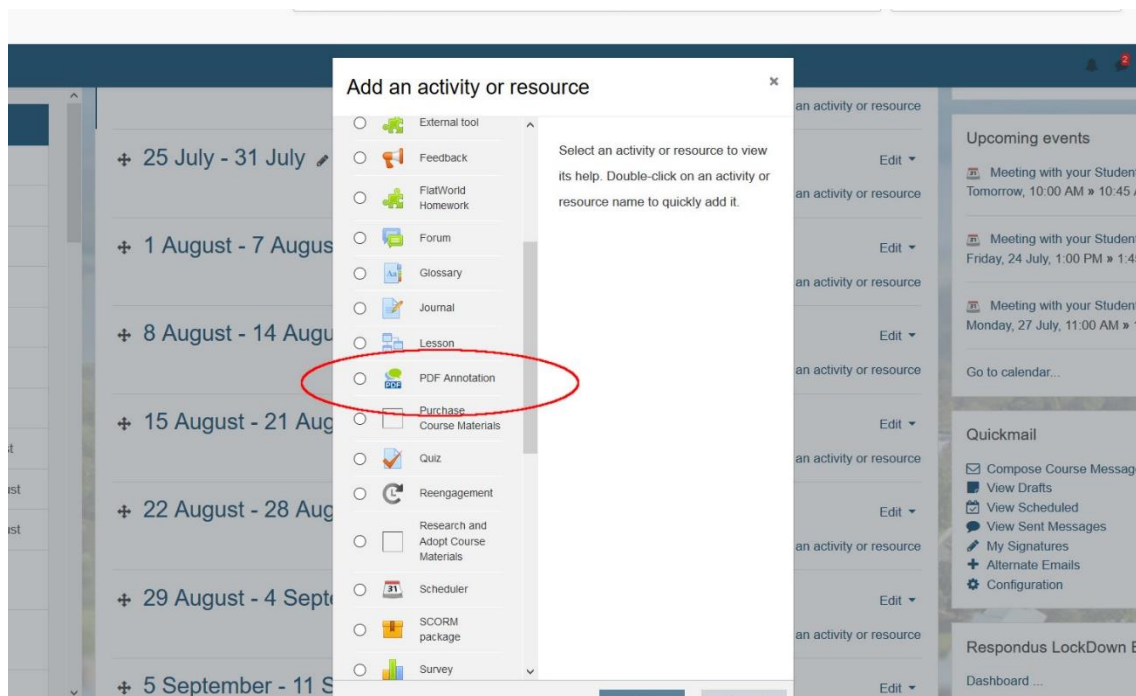 2
Add an activity or resource
×
External tool
Feedback
FlatWorld
Homework
Forum
Glossary
Journal
Lesson
PDF Annotation
PDF
Purchase
Course Materials
Quiz
Reengagement
Research and
Adopt Course
Materials
31
Scheduler
SCORM
package
Survey
Select an activity or resource to view
its help. Double-click on an activity or
resource name to quickly add it.
25 July - 31 July
1 August - 7 Augus
8 August - 14 Augu
15 August - 21 Aug
22 August - 28 Aug
29 August - 4 Septe
5 September - 11 S
an activity or resource
Edit
an activity or resource
Edit
an activity or resource
Edit
an activity or resource
Edit
an activity or resource
Edit
an activity or resource
Edit
an activity or resource
Edit
Upcoming events
Meeting with your Student
Tomorrow, 10:00 AM » 10:45
Meeting with your Student
Friday, 24 July, 1:00 PM » 1:45
Meeting with your Student
Monday, 27 July, 11:00 AM »
Go to calendar...
Quickmail
Compose Course Messag
View Drafts
View Scheduled
View Sent Messages
My Signatures
Alternate Emails
Configuration
Respondus LockDown
Dashboard ...